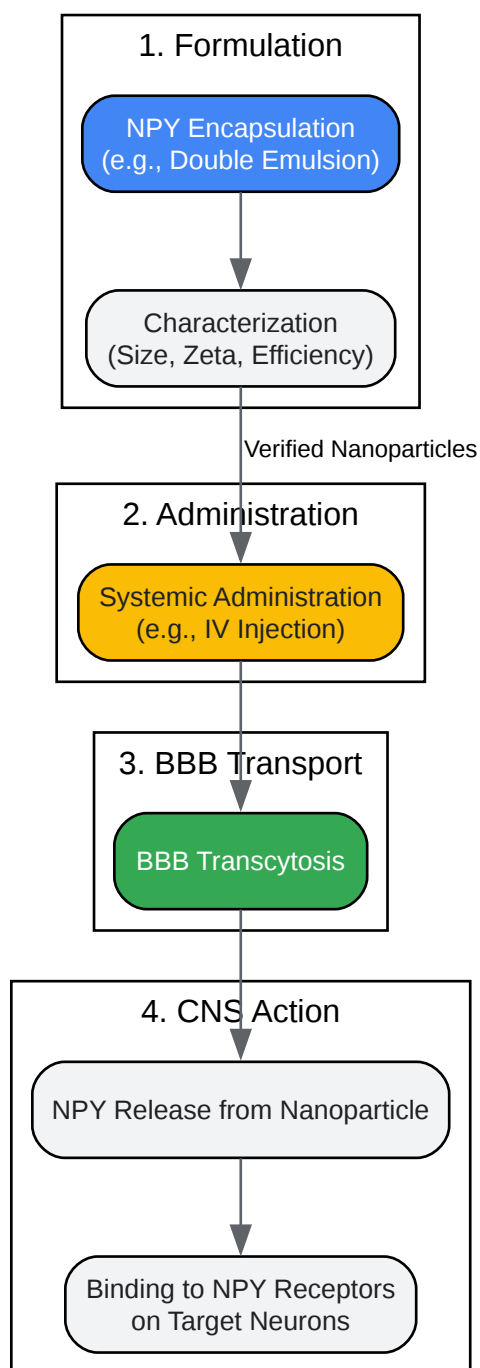 1. Formulation
NPY Encapsulation
(e.g., Double Emulsion)
Characterization
(Size, Zeta, Efficiency)
Verified Nanoparticles
2. Administration
Systemic Administration
(e.g., IV Injection)
3. BBB Transport
BBB Transcytosis
4. CNS Action
NPY Release from Nanoparticle
Binding to NPY Receptors
on Target Neurons